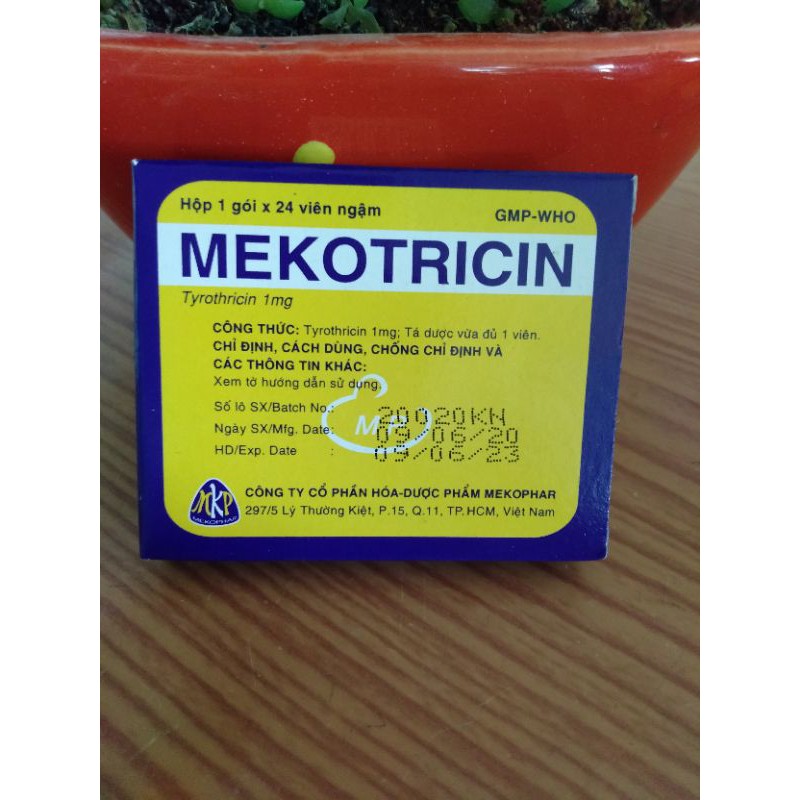 Hộp 1 gói x 24 viên ngậm
GMP-WHO
MEKOTRICIN
Tyrothricin 1mg
CÔNG THỨC: Tyrothricin 1mg; Tá dược vừa đủ 1 viên.
CHỈ ĐỊNH, CÁCH DÙNG, CHỐNG CHỈ ĐỊNH VÀ
CÁC THÔNG TIN KHÁC:
Xem tờ hướng dẫn sử dụng.
Số lô SX/Batch No.: 20020KN
Ngày SX/Mfg. Date: 09/06/20
HD/Exp. Date : 09/06/23
MP
MKP
MEKOPHAR
CÔNG TY CỔ PHẦN HÓA-DƯỢC PHẨM MEKOPHAR
297/5 Lý Thường Kiệt, P.15, Q.11, TP.HCM, Việt Nam